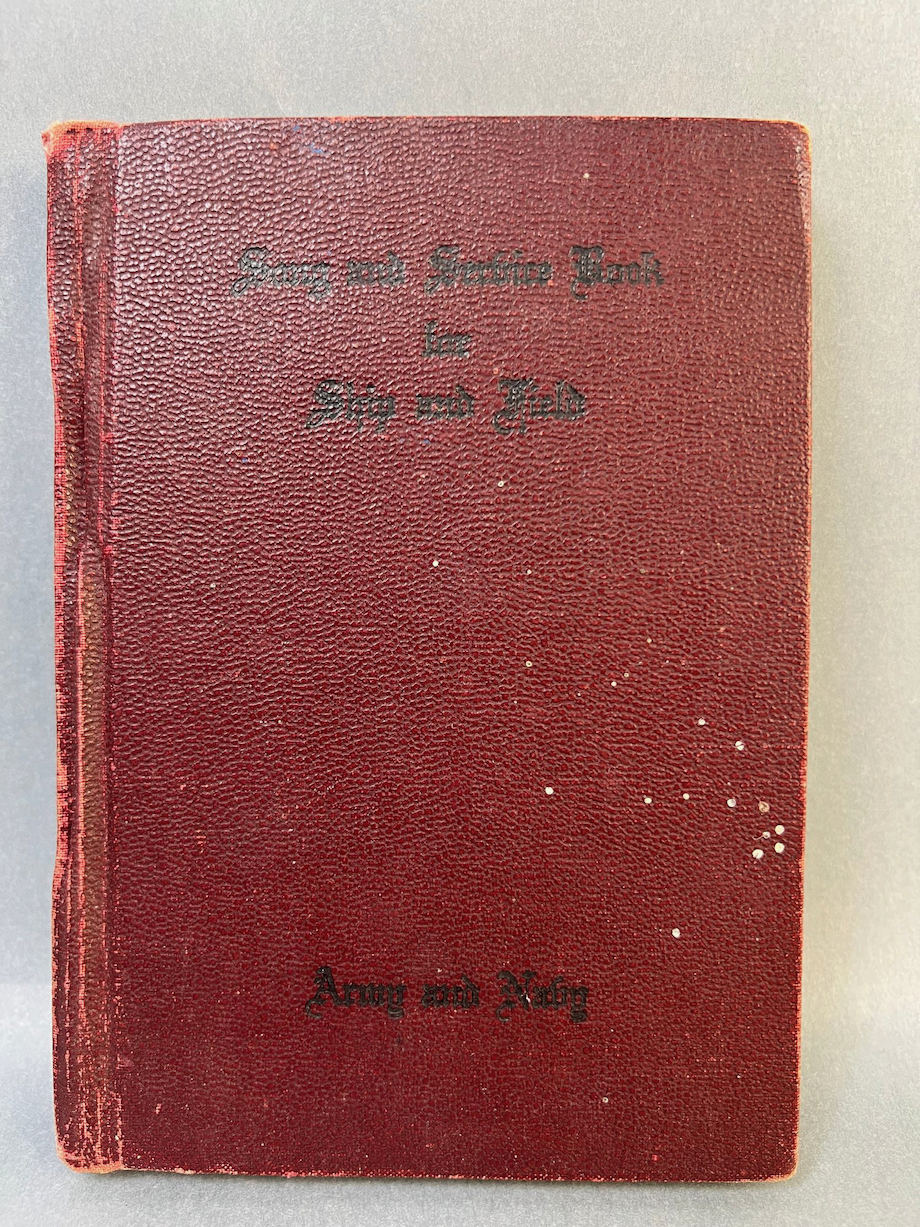 Song and Service Book
for
Ship and Field
Army and Navy